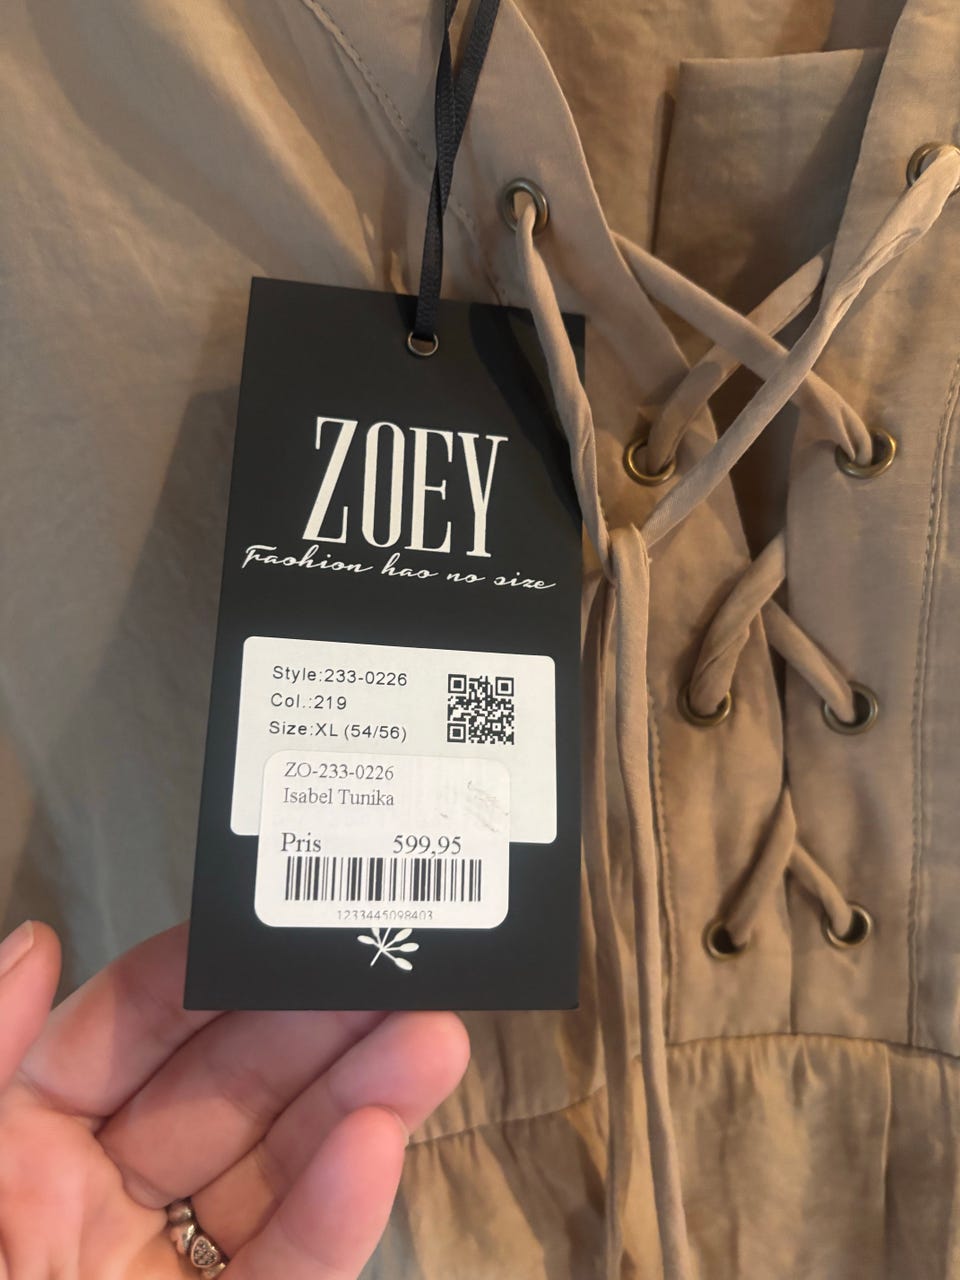 ZOEY
Fashion has no size
Style:233-0226
Col.:219
Size:XL (54/56)
ZO-233-0226
Isabel Tunika
Pris 599,95
1233445098403